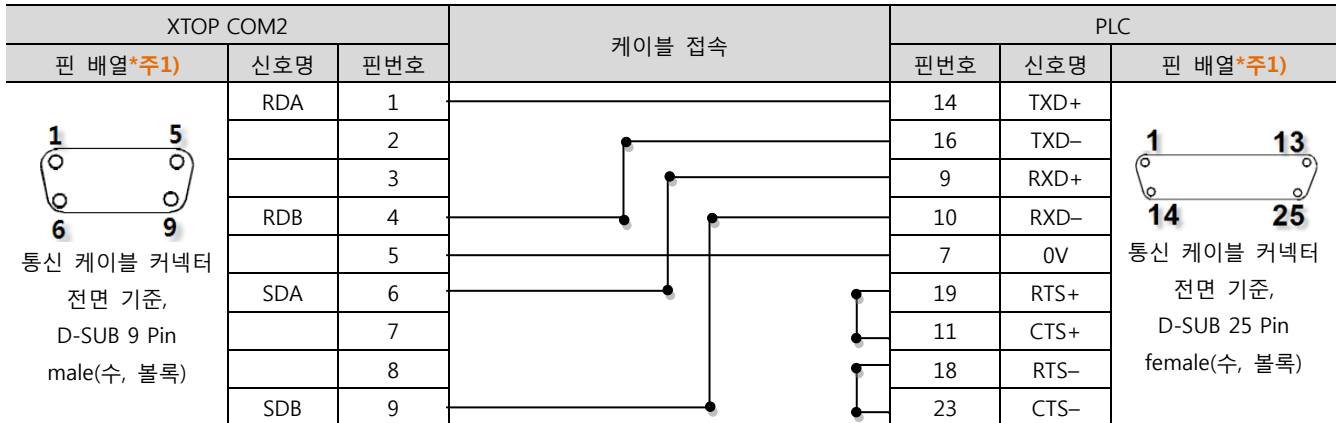 XTOP COM2 케이블 접속 PLC
핀 배열*주1) 신호명 핀번호 핀번호 신호명 핀 배열*주1)
RDA 1 14 TXD+
2 16 TXD–
3 9 RXD+
RDB 4 10 RXD–
5 7 0V
SDA 6 19 RTS+
7 11 CTS+
8 18 RTS–
SDB 9 23 CTS–
1 5
6 9
통신 케이블 커넥터
전면 기준,
D-SUB 9 Pin
male(수, 볼록)
1 13
14 25
통신 케이블 커넥터
전면 기준,
D-SUB 25 Pin
female(수, 볼록)